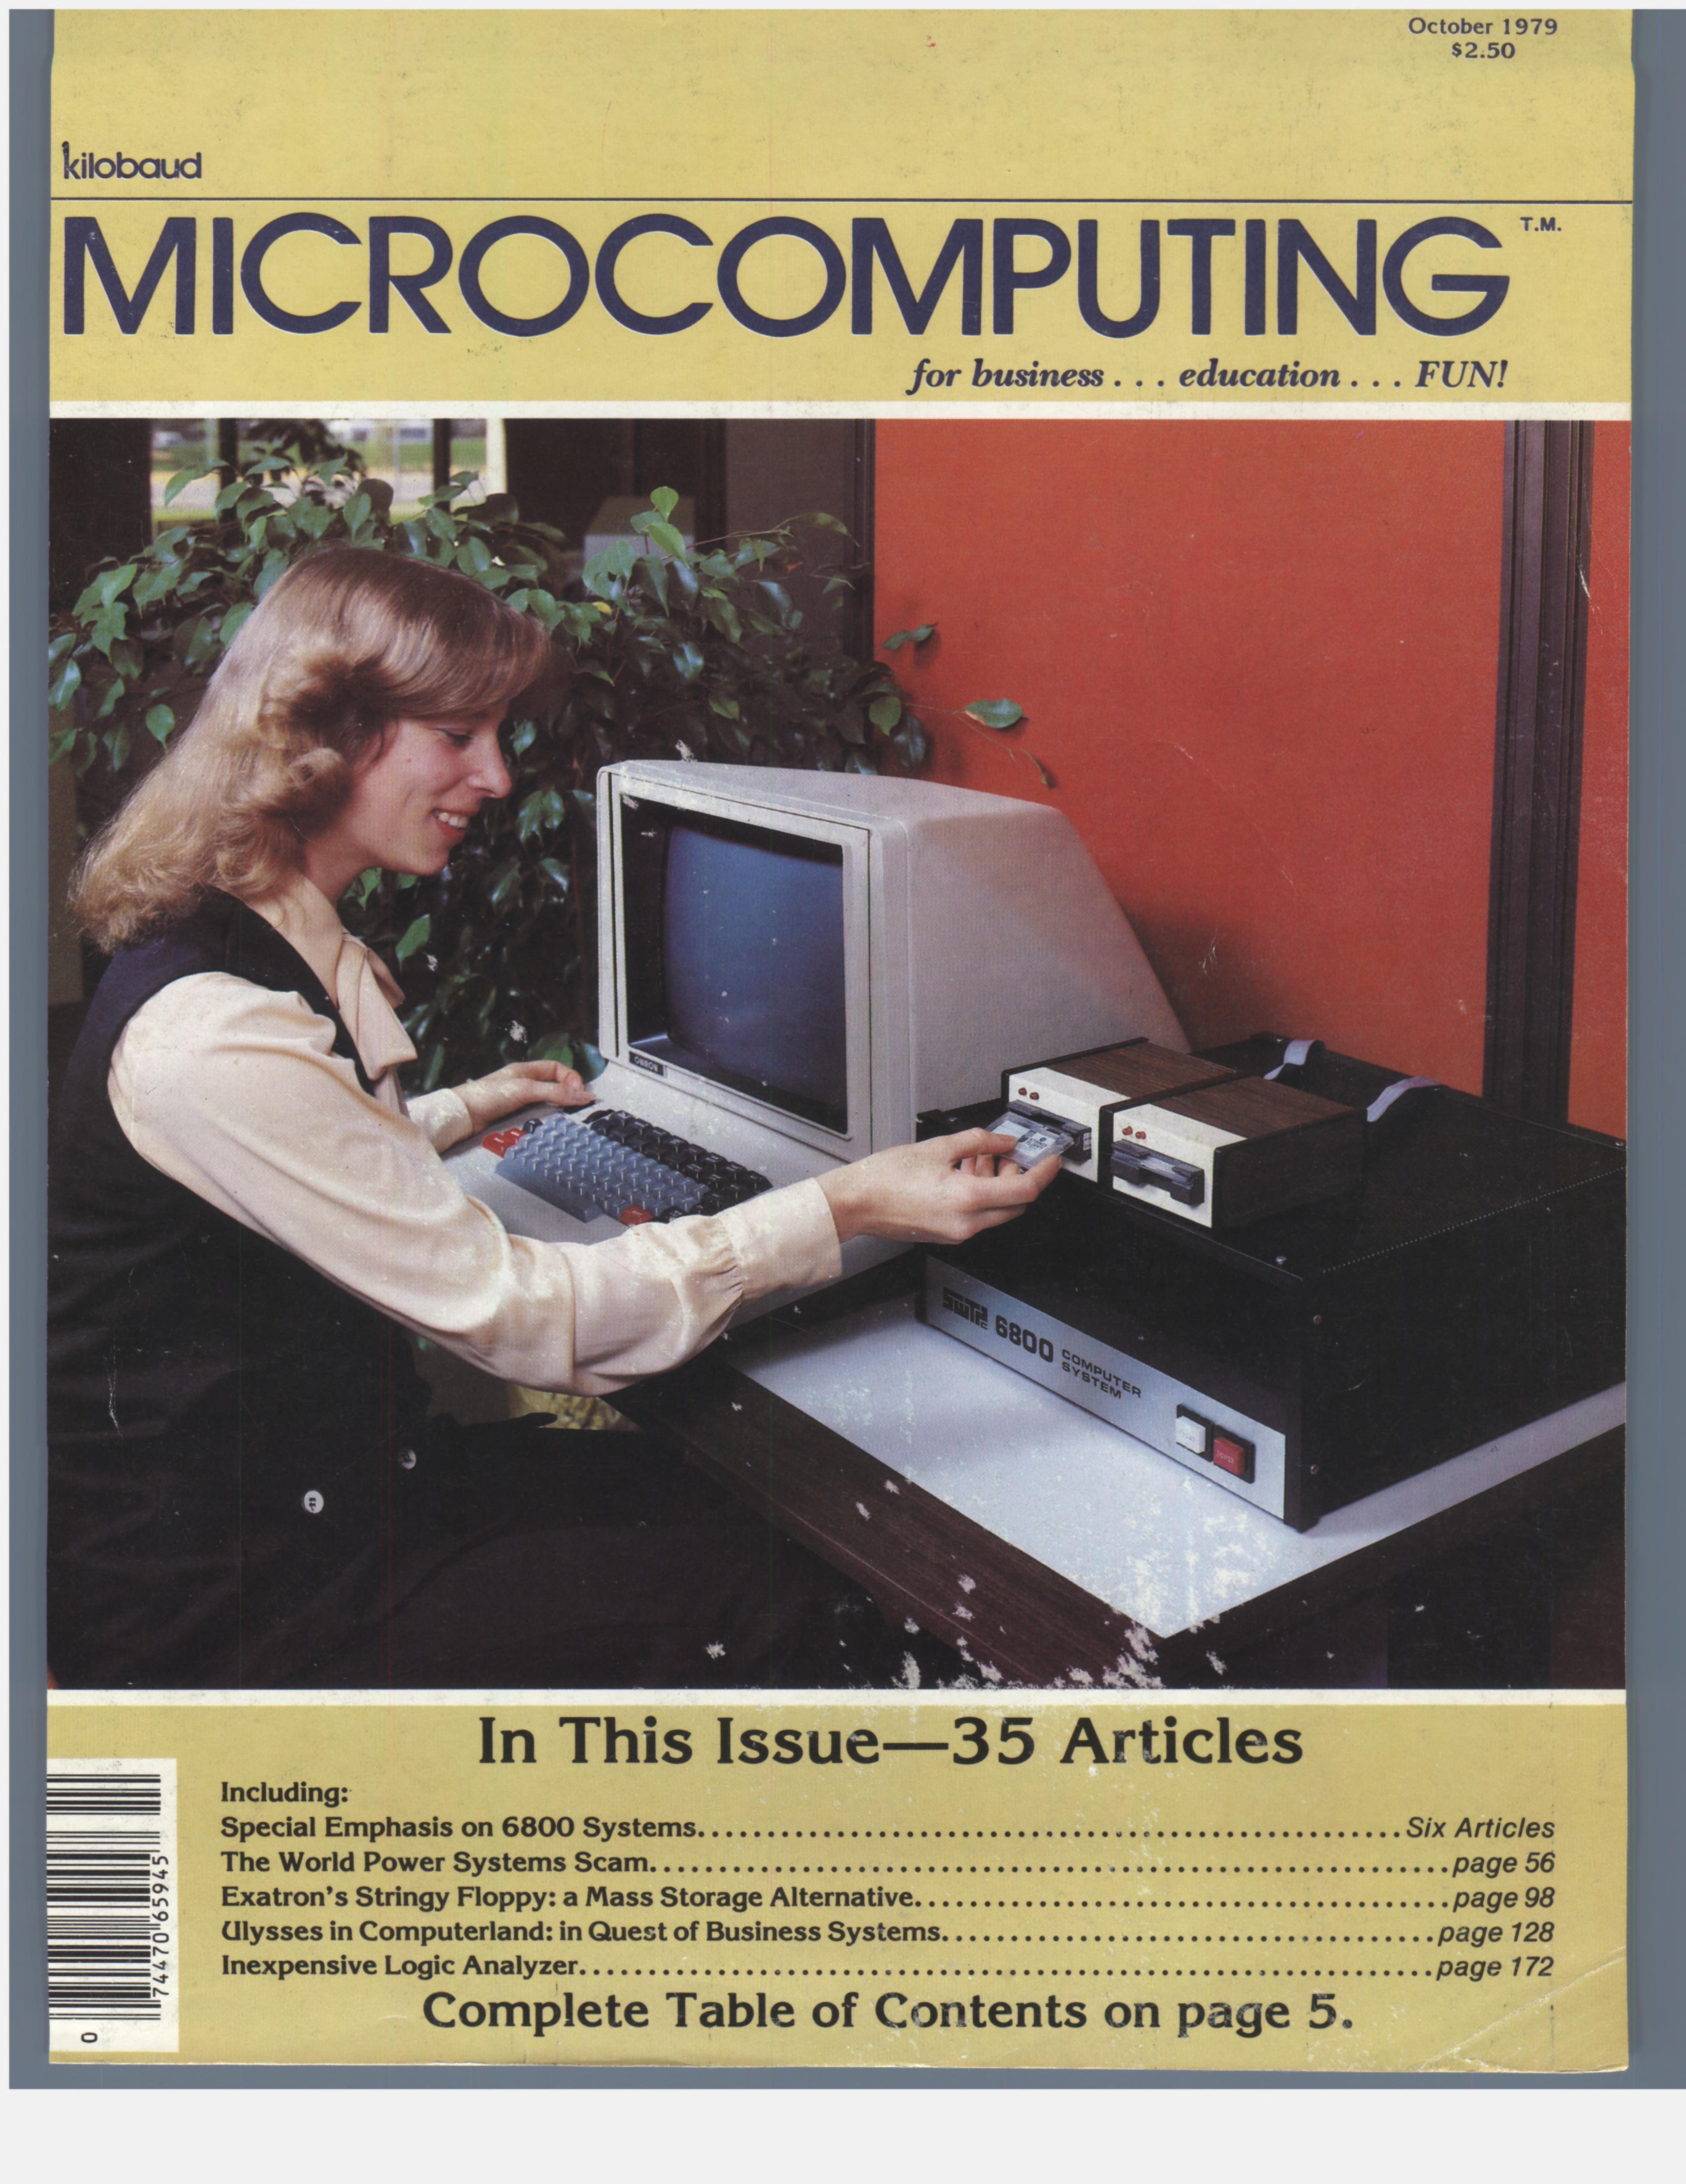 October 1979
$2.50
kilobaud
MICROCOMPUTING T.M.
for business . . . education . . . FUN!
OMRON
SWTPC 6800 COMPUTER
SYSTEM
In This Issue—35 Articles
Including:
Special Emphasis on 6800 Systems. . . . . . . . . . . . . . . . . . . . Six Articles
The World Power Systems Scam. . . . . . . . . . . . . . . . . . . . page 56
Exatron's Stringy Floppy: a Mass Storage Alternative. . . . . . . . . . . . . . . . . . . . page 98
Ulysses in Computerland: in Quest of Business Systems. . . . . . . . . . . . . . . . . . . . page 128
Inexpensive Logic Analyzer. . . . . . . . . . . . . . . . . . . . page 172
Complete Table of Contents on page 5.
74470 65945
0